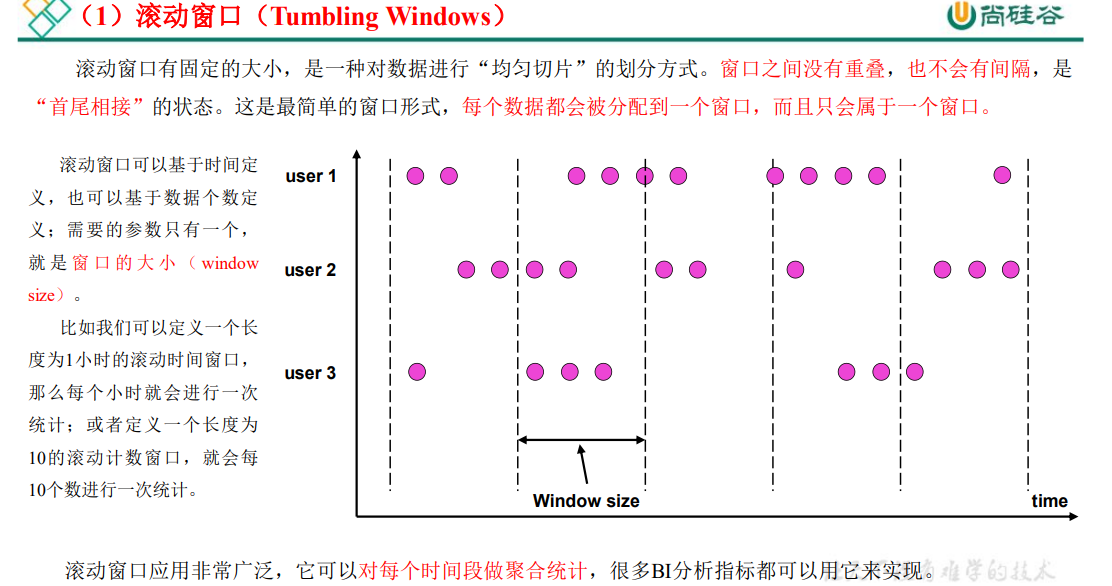 （1）滚动窗口（Tumbling Windows）
尚硅谷
滚动窗口有固定的大小，是一种对数据进行“均匀切片”的划分方式。窗口之间没有重叠，也不会有间隔，是
“首尾相接”的状态。这是最简单的窗口形式，每个数据都会被分配到一个窗口，而且只会属于一个窗口。
滚动窗口可以基于时间定
义，也可以基于数据个数定
义；需要的参数只有一个，
就是窗口的大小（window
size）。
比如我们可以定义一个长
度为1小时的滚动时间窗口，
那么每个小时就会进行一次
统计；或者定义一个长度为
10的滚动计数窗口，就会每
10个数进行一次统计。
user 1
user 2
user 3
Window size
time
滚动窗口应用非常广泛，它可以对每个时间段做聚合统计，很多BI分析指标都可以用它来实现。
难学的技术